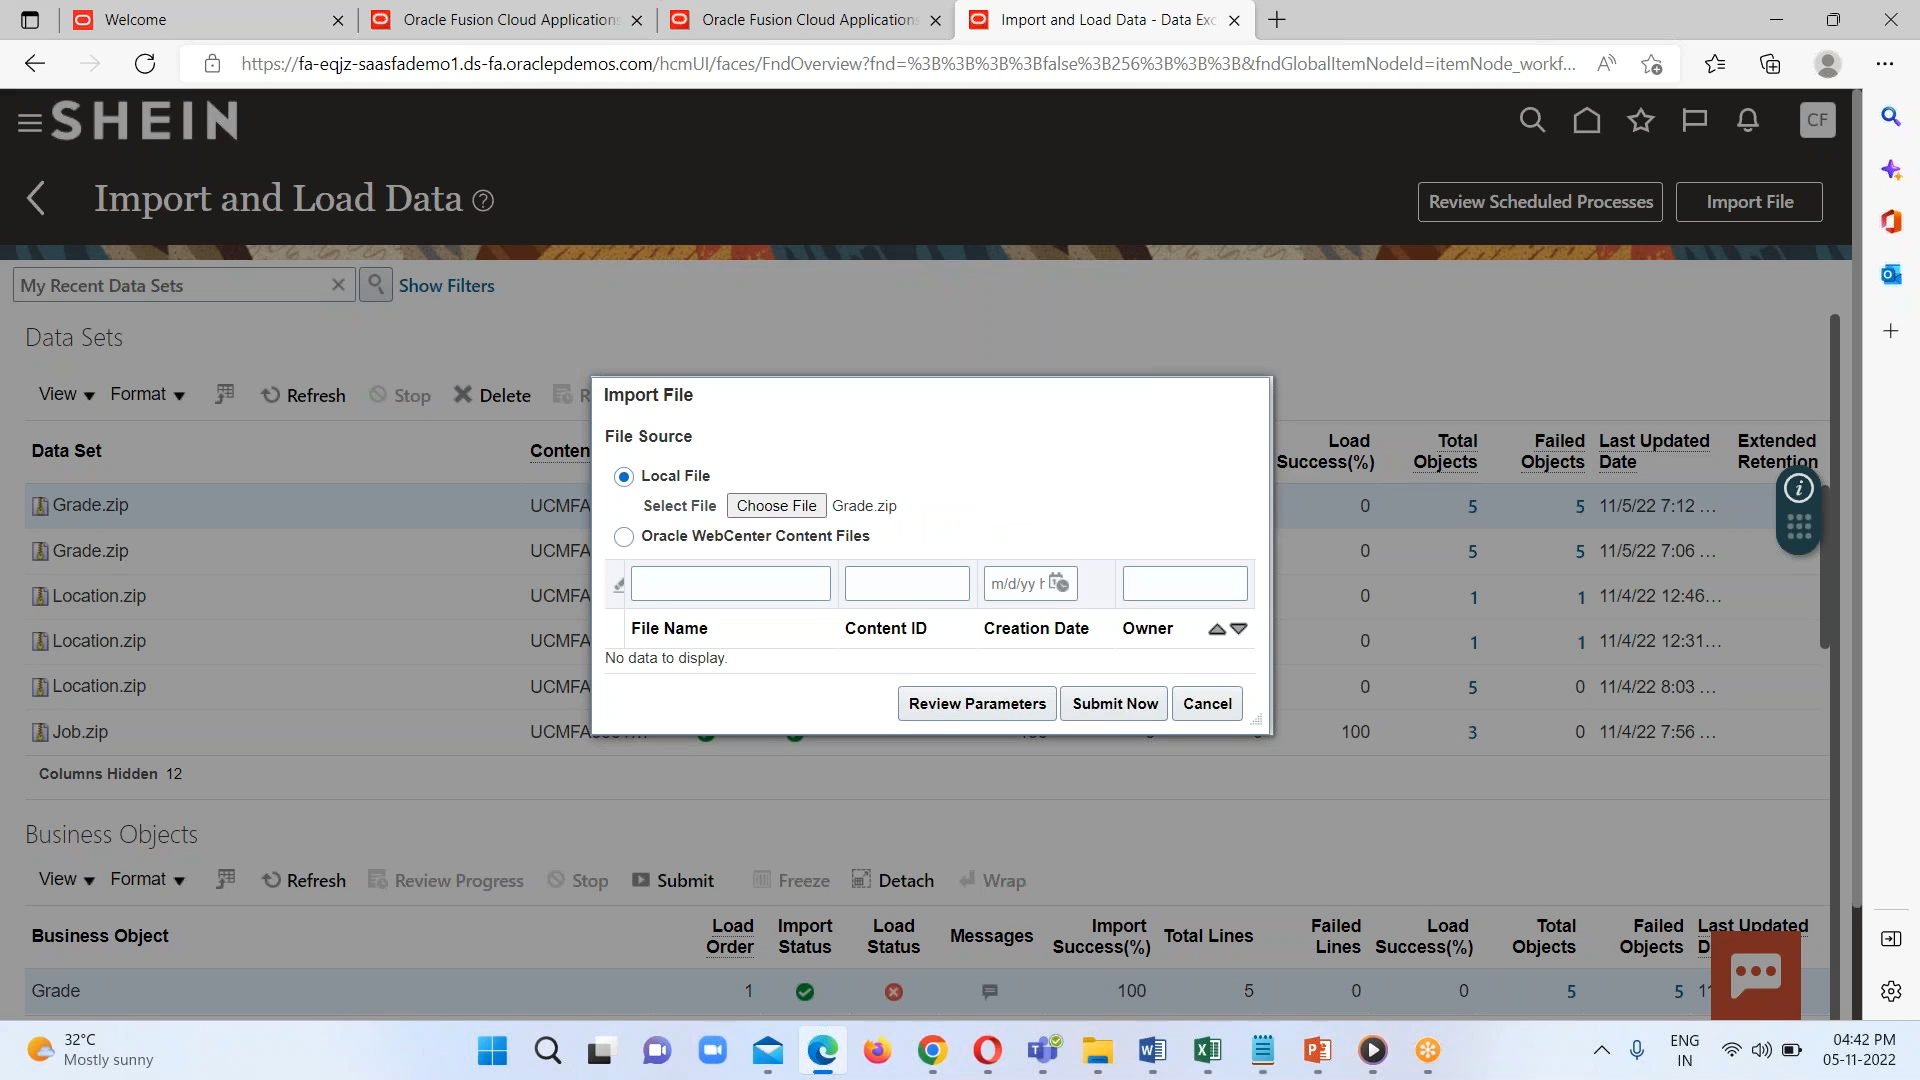 Welcome
Oracle Fusion Cloud Applications
Oracle Fusion Cloud Applications
Import and Load Data - Data Exc
https://fa-eqjz-saasfademo1.ds-fa.oraclepdemos.com/hcmUI/faces/FndOverview?fnd=%3B%3B%3B%3Bfalse%3B256%3B%3B%3B&fndGlobalItemNodeId=itemNode_workf...
SHEIN
CF
Import and Load Data
Review Scheduled Processes
Import File
My Recent Data Sets
Show Filters
Data Sets
View Format Refresh Stop Delete R
Data Set Conten Load Success(%) Total Objects Failed Objects Last Updated Date Extended Retention
Grade.zip UCMFA 0 5 5 11/5/22 7:12 ...
Grade.zip UCMFA 0 5 5 11/5/22 7:06 ...
Location.zip UCMFA 0 1 1 11/4/22 12:46...
Location.zip UCMFA 0 1 1 11/4/22 12:31...
Location.zip UCMFA 0 5 0 11/4/22 8:03 ...
Job.zip 100 3 0 11/4/22 7:56 ...
Columns Hidden 12
Import File
File Source
Local File
Select File Choose File Grade.zip
Oracle WebCenter Content Files
m/d/yy h
File Name Content ID Creation Date Owner
No data to display.
Review Parameters Submit Now Cancel
Business Objects
View Format Refresh Review Progress Stop Submit Freeze Detach Wrap
Business Object Load Order Import Status Load Status Messages Import Success(%) Total Lines Failed Lines Load Success(%) Total Objects Failed Objects Last Updated
Grade 1 100 5 0 0 5 5
32°C
Mostly sunny
ENG
IN
04:42 PM
05-11-2022